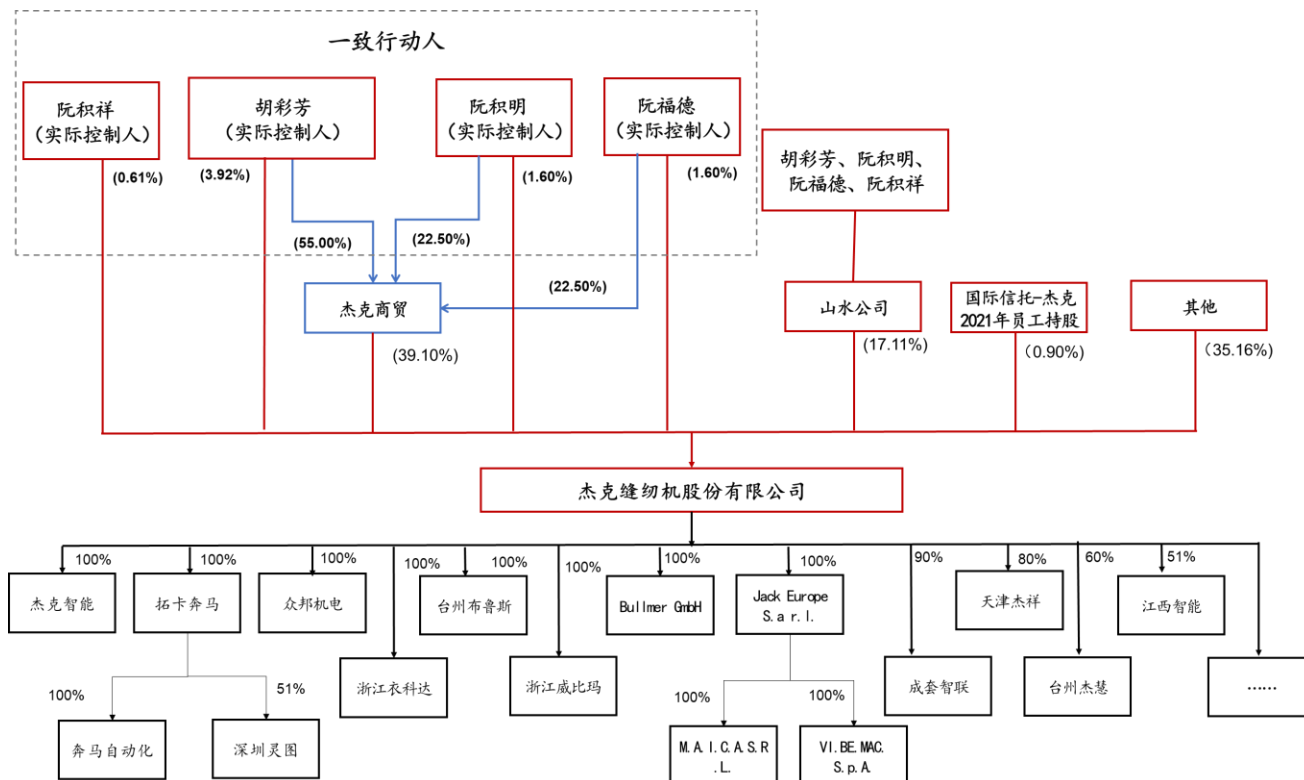 一致行动人
阮积祥
(实际控制人)
胡彩芳
(实际控制人)
阮积明
(实际控制人)
阮福德
(实际控制人)
胡彩芳、阮积明、
阮福德、阮积祥
(0.61%)
(3.92%)
(1.60%)
(1.60%)
(55.00%)
(22.50%)
(22.50%)
杰克商贸
山水公司
国际信托-杰克
2021年员工持股
其他
(39.10%)
(17.11%)
（0.90%）
（35.16%）
杰克缝纫机股份有限公司
100%
100%
100%
100%
100%
100%
100%
100%
100%
90%
80%
60%
51%
杰克智能
拓卡奔马
众邦机电
台州布鲁斯
Bullmer GmbH
Jack Europe
S.a r.l.
天津杰祥
江西智能
浙江衣科达
浙江威比玛
成套智联
台州杰慧
……
100%
51%
100%
100%
奔马自动化
深圳灵图
M.A.I.C.A.S.R
.L.
VI.BE.MAC.
S.p.A.